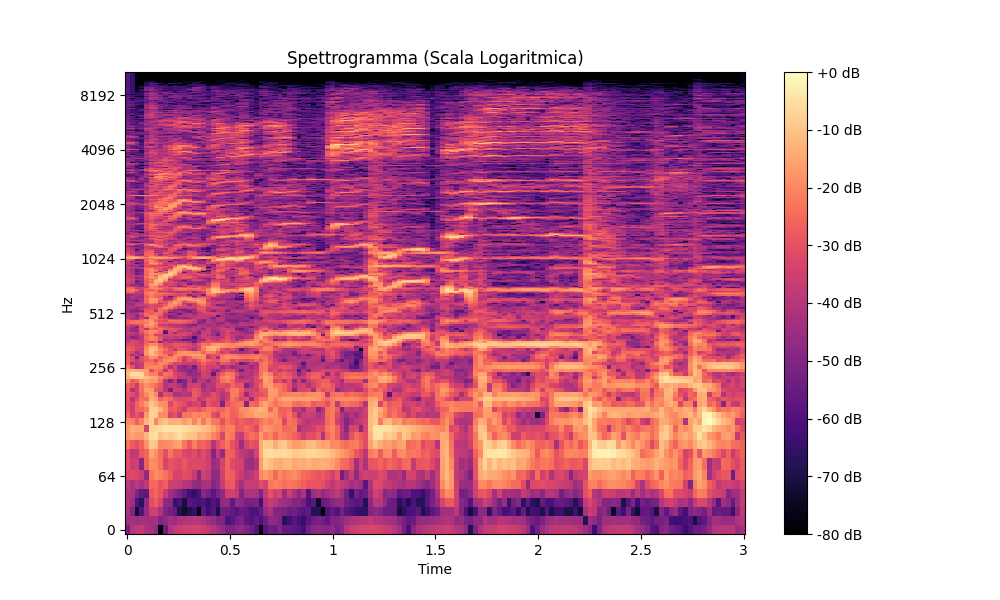 Spettrogramma (Scala Logaritmica)
8192
4096
2048
1024
512
256
128
64
0
Hz
0
0.5
1
1.5
2
2.5
3
Time
+0 dB
-10 dB
-20 dB
-30 dB
-40 dB
-50 dB
-60 dB
-70 dB
-80 dB